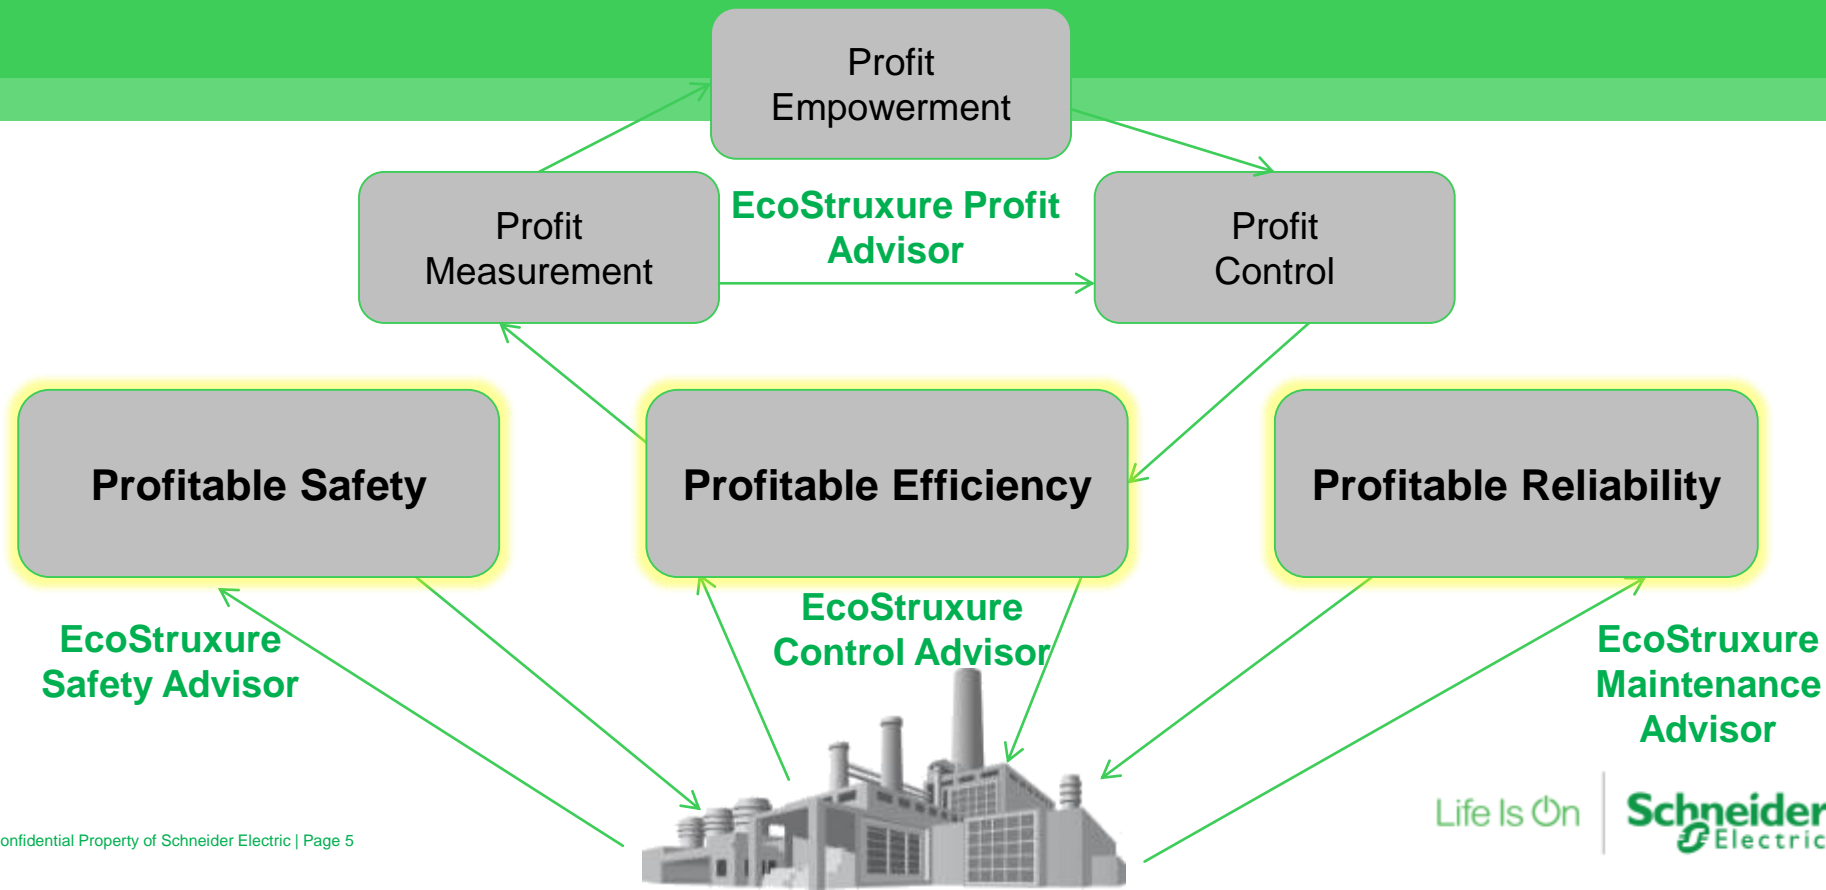 Profit
Empowerment
Profit
Measurement
EcoStruxure Profit
Advisor
Profit
Control
Profitable Safety
Profitable Efficiency
Profitable Reliability
EcoStruxure
Safety Advisor
EcoStruxure
Control Advisor
EcoStruxure
Maintenance
Advisor
onfidential Property of Schneider Electric | Page 5
Life Is On
Schneider
Electric